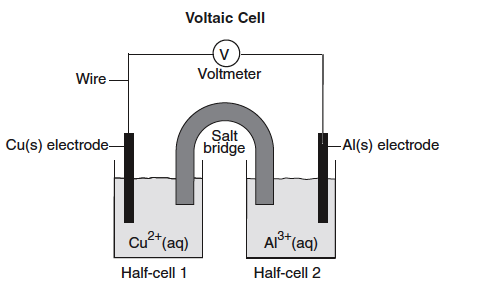 Voltaic Cell
V
Voltmeter
Wire
Salt
bridge
Cu(s) electrode
Al(s) electrode
Cu²⁺(aq)
Al³⁺(aq)
Half-cell 1
Half-cell 2